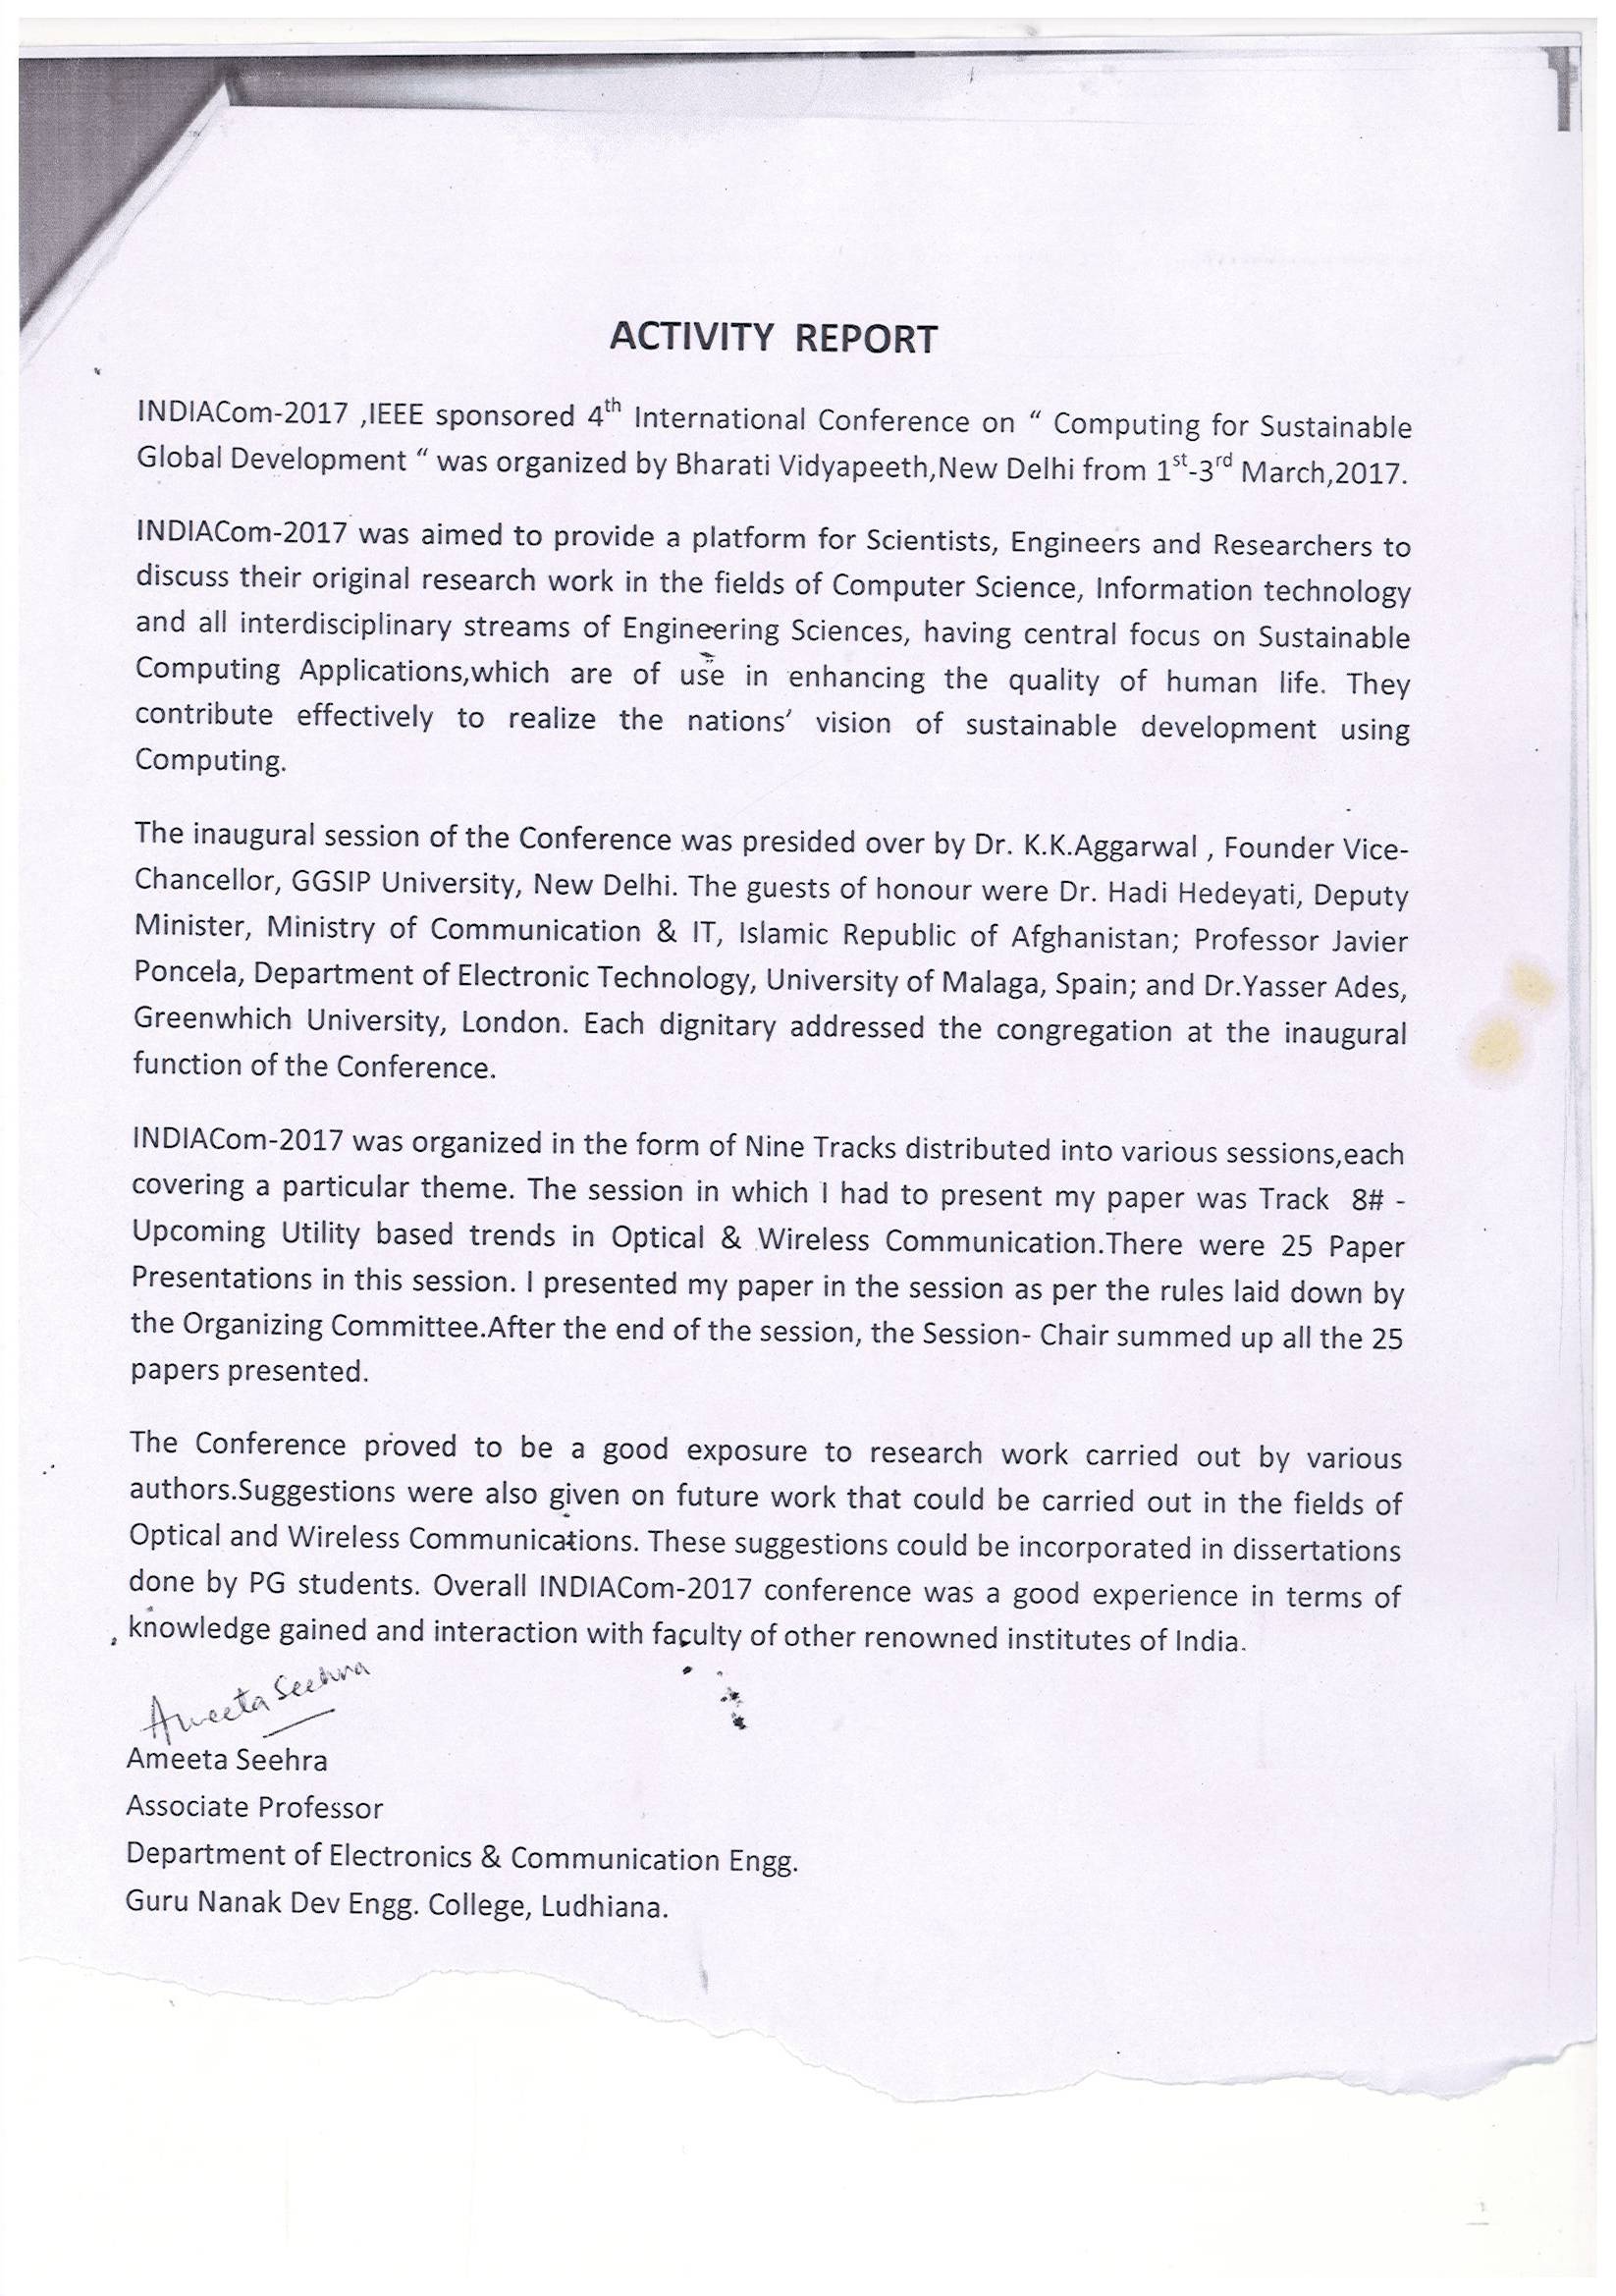 ACTIVITY REPORT
INDIACom-2017 ,IEEE sponsored 4th International Conference on “ Computing for Sustainable
Global Development “ was organized by Bharati Vidyapeeth,New Delhi from 1st-3rd March,2017.
INDIACom-2017 was aimed to provide a platform for Scientists, Engineers and Researchers to
discuss their original research work in the fields of Computer Science, Information technology
and all interdisciplinary streams of Engineering Sciences, having central focus on Sustainable
Computing Applications,which are of use in enhancing the quality of human life. They
contribute effectively to realize the nations’ vision of sustainable development using
Computing.
The inaugural session of the Conference was presided over by Dr. K.K.Aggarwal , Founder Vice-
Chancellor, GGSIP University, New Delhi. The guests of honour were Dr. Hadi Hedeyati, Deputy
Minister, Ministry of Communication & IT, Islamic Republic of Afghanistan; Professor Javier
Poncela, Department of Electronic Technology, University of Malaga, Spain; and Dr.Yasser Ades,
Greenwhich University, London. Each dignitary addressed the congregation at the inaugural
function of the Conference.
INDIACom-2017 was organized in the form of Nine Tracks distributed into various sessions,each
covering a particular theme. The session in which I had to present my paper was Track 8# -
Upcoming Utility based trends in Optical & Wireless Communication.There were 25 Paper
Presentations in this session. I presented my paper in the session as per the rules laid down by
the Organizing Committee.After the end of the session, the Session- Chair summed up all the 25
papers presented.
The Conference proved to be a good exposure to research work carried out by various
authors.Suggestions were also given on future work that could be carried out in the fields of
Optical and Wireless Communications. These suggestions could be incorporated in dissertations
done by PG students. Overall INDIACom-2017 conference was a good experience in terms of
knowledge gained and interaction with faculty of other renowned institutes of India.
Ameeta Seehra
Ameeta Seehra
Associate Professor
Department of Electronics & Communication Engg.
Guru Nanak Dev Engg. College, Ludhiana.